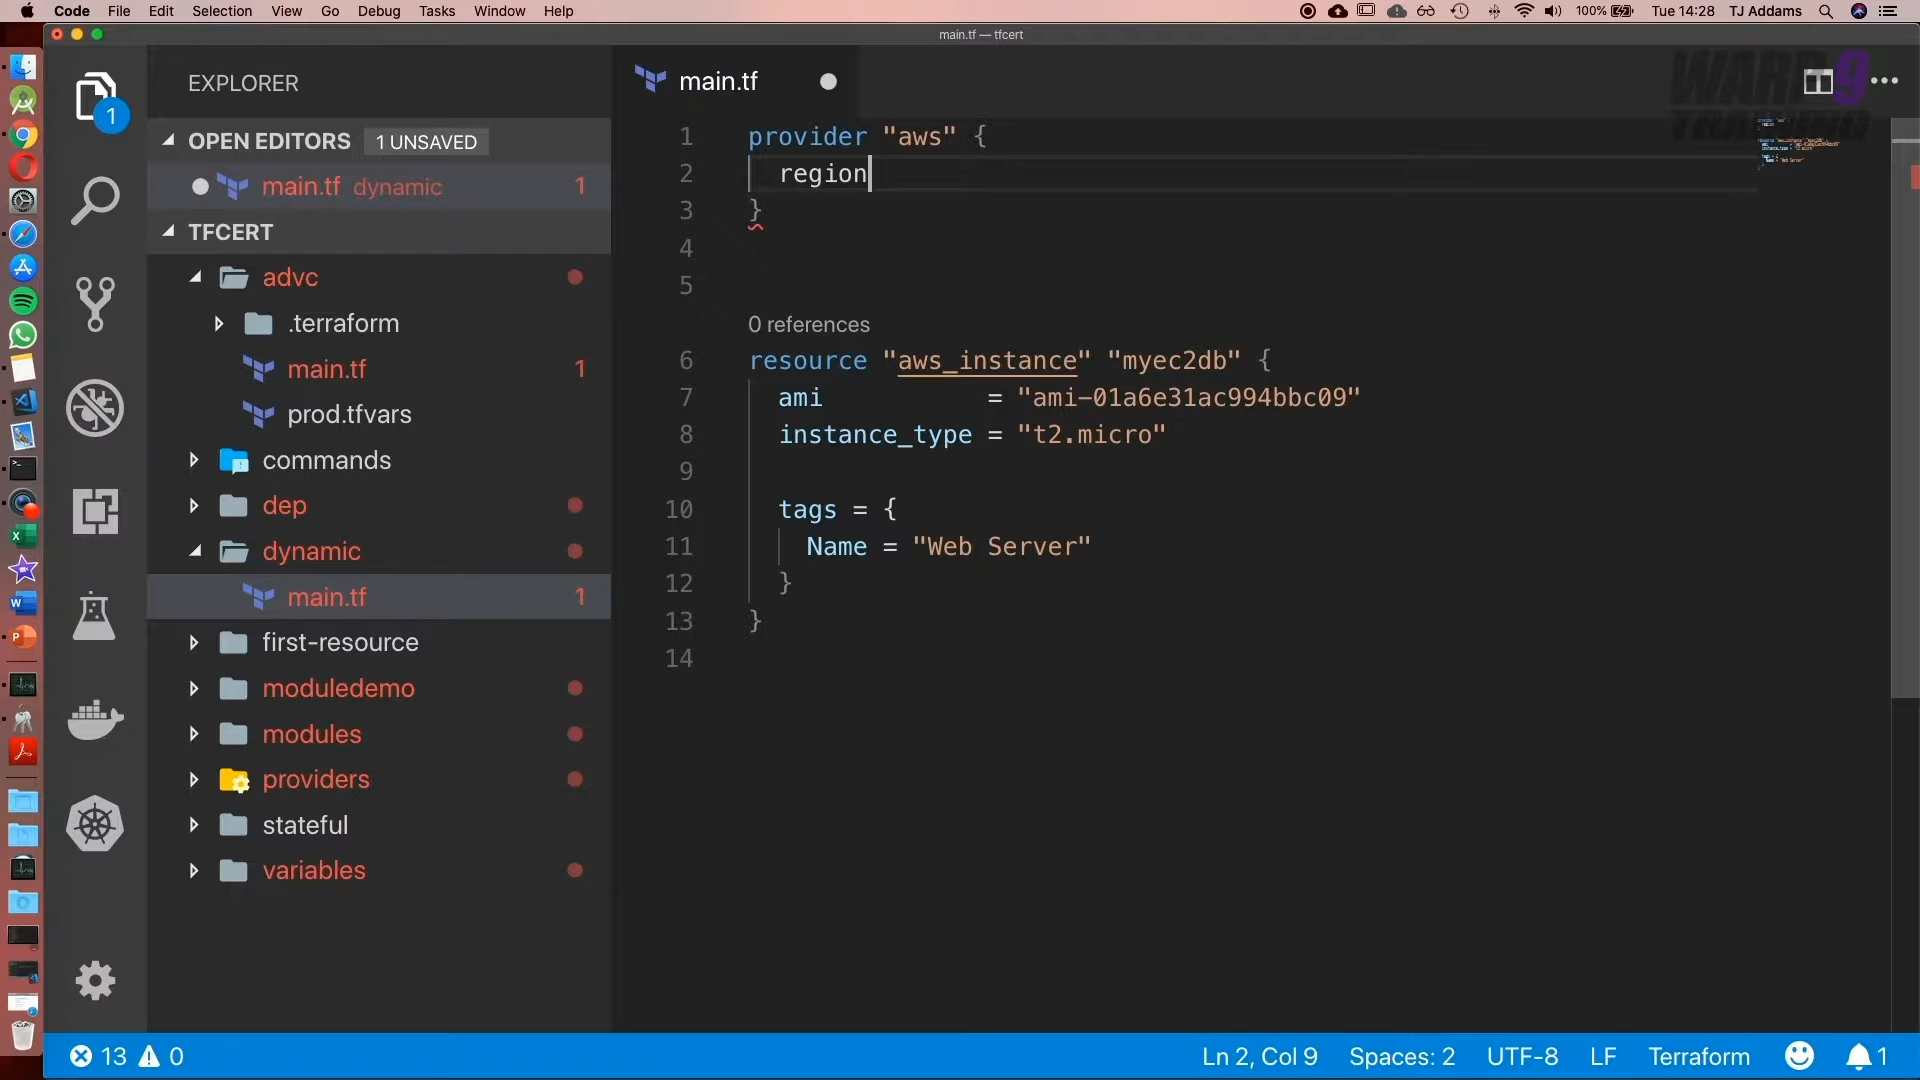 Code File Edit Selection View Go Debug Tasks Window Help 100% Tue 14:28 TJ Addams
main.tf — tfcert
EXPLORER
OPEN EDITORS 1 UNSAVED
main.tf dynamic 1
TFCERT
advc
.terraform
main.tf 1
prod.tfvars
commands
dep
dynamic
main.tf 1
first-resource
moduledemo
modules
providers
stateful
variables
1
main.tf
WARP 9
TRAINING
1 provider "aws" {
2 region
3 }
4
5
0 references
6 resource "aws_instance" "myec2db" {
7 ami = "ami-01a6e31ac994bbc09"
8 instance_type = "t2.micro"
9
10 tags = {
11 Name = "Web Server"
12 }
13 }
14
13 0 Ln 2, Col 9 Spaces: 2 UTF-8 LF Terraform 1